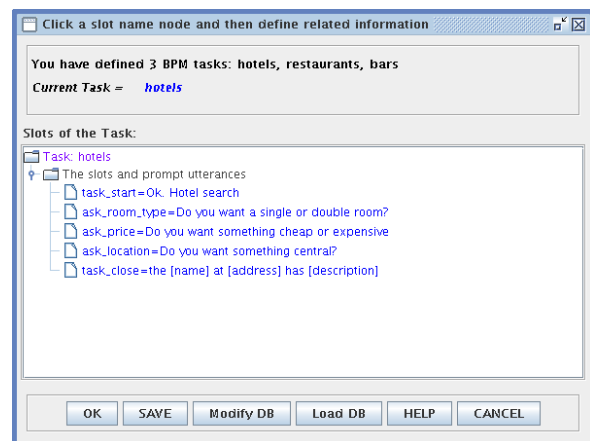 Click a slot name node and then define related information
You have defined 3 BPM tasks: hotels, restaurants, bars
Current Task = hotels
Slots of the Task:
Task: hotels
The slots and prompt utterances
task_start=Ok. Hotel search
ask_room_type=Do you want a single or double room?
ask_price=Do you want something cheap or expensive
ask_location=Do you want something central?
task_close=the [name] at [address] has [description]
OK SAVE Modify DB Load DB HELP CANCEL